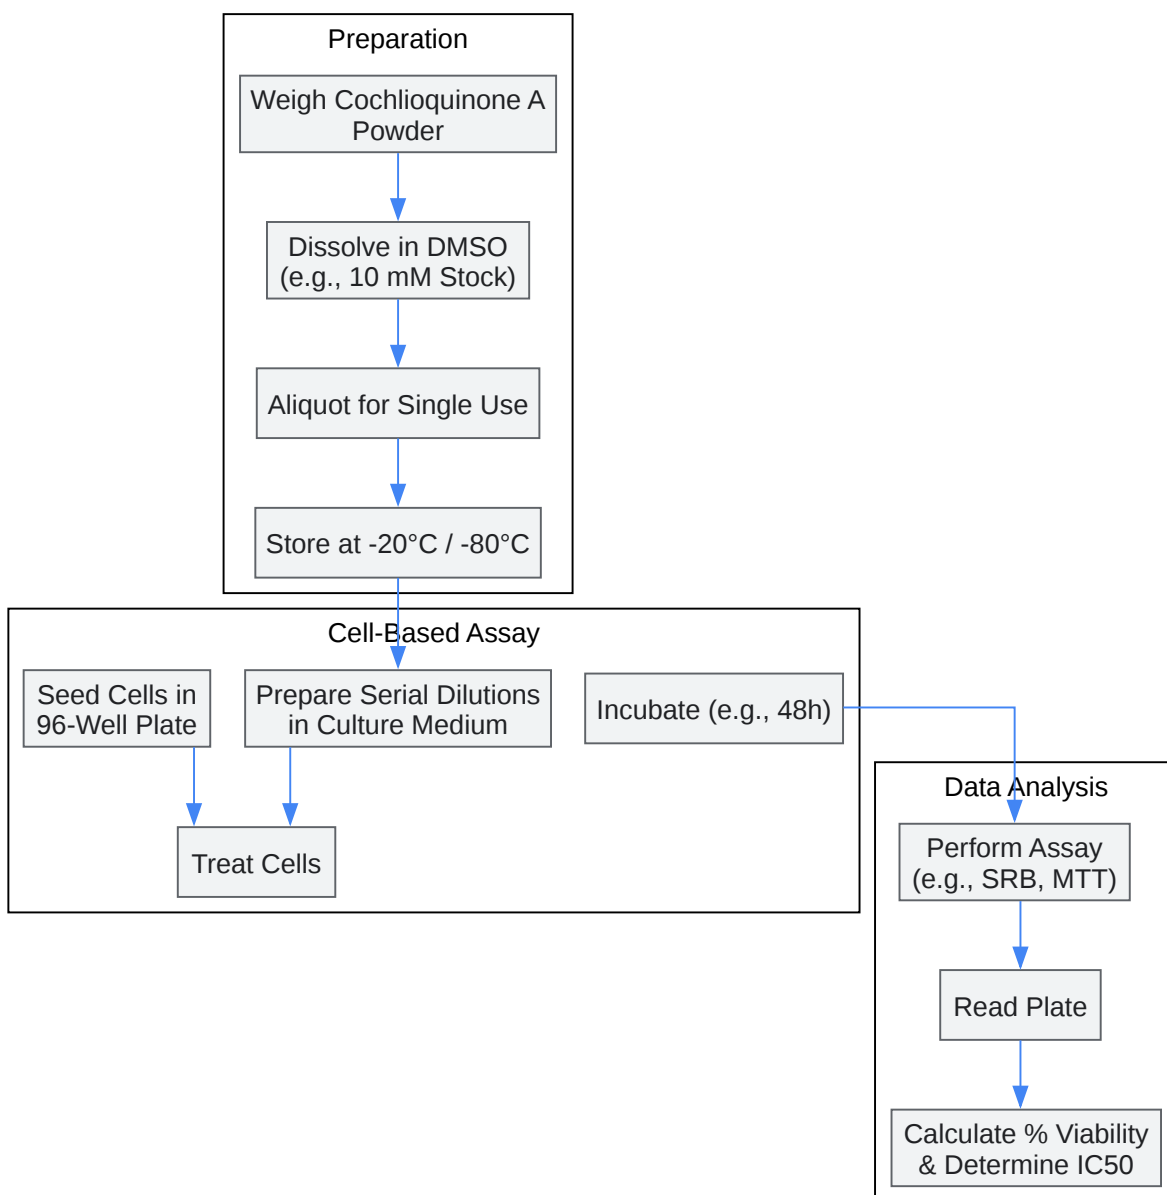 Preparation
Weigh Cochlioquinone A
Powder
Dissolve in DMSO
(e.g., 10 mM Stock)
Aliquot for Single Use
Store at -20°C / -80°C
Cell-Based Assay
Seed Cells in
96-Well Plate
Prepare Serial Dilutions
in Culture Medium
Incubate (e.g., 48h)
Treat Cells
Data Analysis
Perform Assay
(e.g., SRB, MTT)
Read Plate
Calculate % Viability
& Determine IC50